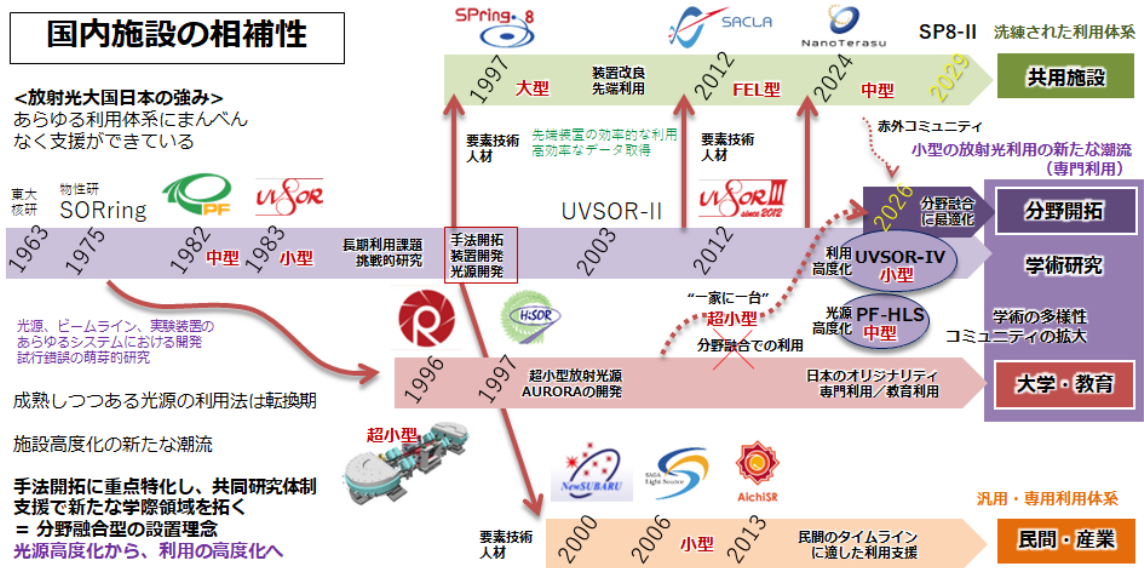 国内施設の相補性
<放射光大国日本の強み>
あらゆる利用体系にまんべん
なく支援ができている
SPring-8
SACLA
NanoTerasu
SP8-II
洗練された利用体系
1997
大型
装置改良
先端利用
2012
FEL型
2024
中型
2029
共用施設
要素技術
人材
先端装置の効率的な利用
高効率なデータ取得
要素技術
人材
赤外コミュニティ
小型の放射光利用の新たな潮流
(専門利用)
東大
核研
物性研
SORring
PF
UVSOR
UVSOR-II
UVSOR III
since 2012
2026
分野融合
に最適化
分野開拓
1963
1975
1982
中型
1983
小型
長期利用課題
挑戦的研究
手法開拓
装置開発
光源開発
2003
2012
利用
高度化
UVSOR-IV
小型
学術研究
光源
高度化
PF-HLS
中型
学術の多様性
コミュニティの拡大
光源、ビームライン、実験装置の
あらゆるシステムにおける開発
試行錯誤の萌芽的研究
R
HiSOR
“一家に一台”
超小型
分野融合での利用
1996
1997
超小型放射光源
AURORAの開発
日本のオリジナリティ
専門利用/教育利用
大学・教育
成熟しつつある光源の利用法は転換期
施設高度化の新たな潮流
超小型
手法開拓に重点特化し、共同研究体制
支援で新たな学際領域を拓く
= 分野融合型の設置理念
光源高度化から、利用の高度化へ
NewSUBARU
SAGA
Light Source
AichiSR
汎用・専用利用体系
要素技術
人材
2000
2006
小型
2013
民間のタイムライン
に適した利用支援
民間・産業